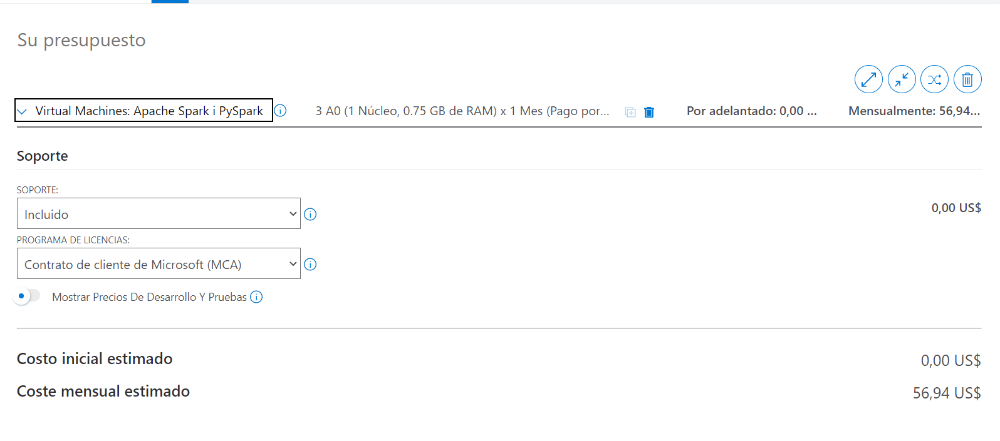 Su presupuesto
Virtual Machines: Apache Spark i PySpark 3 A0 (1 Núcleo, 0.75 GB de RAM) x 1 Mes (Pago por... Por adelantado: 0,00 ... Mensualmente: 56,94...
Soporte
SOPORTE:
Incluido 0,00 US$
PROGRAMA DE LICENCIAS:
Contrato de cliente de Microsoft (MCA)
Mostrar Precios De Desarrollo Y Pruebas
Costo inicial estimado 0,00 US$
Coste mensual estimado 56,94 US$